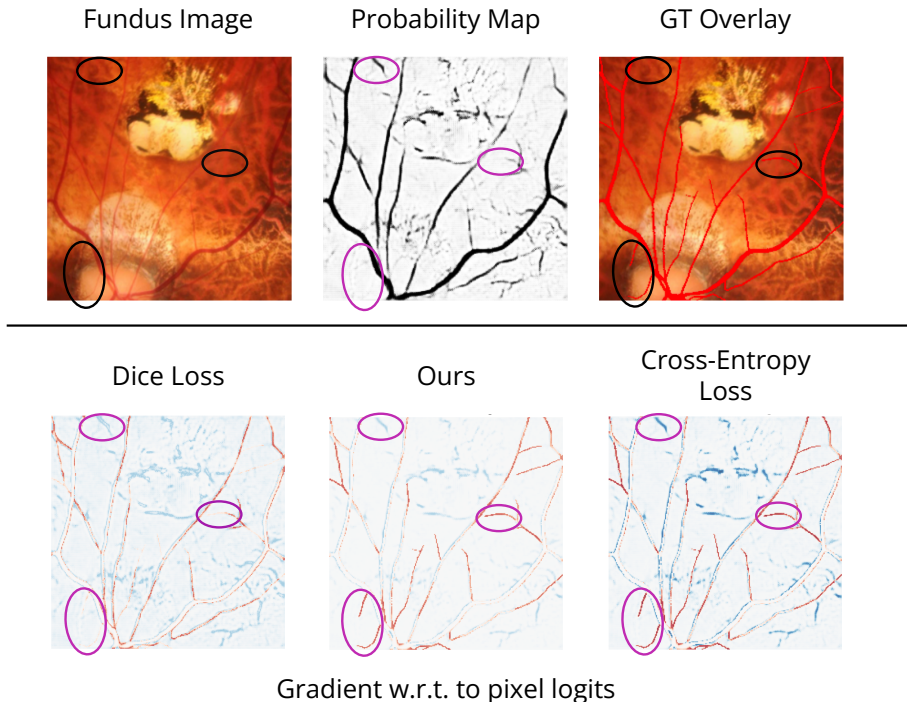 Fundus Image
Probability Map
GT Overlay
Dice Loss
Ours
Cross-Entropy
Loss
Gradient w.r.t. to pixel logits